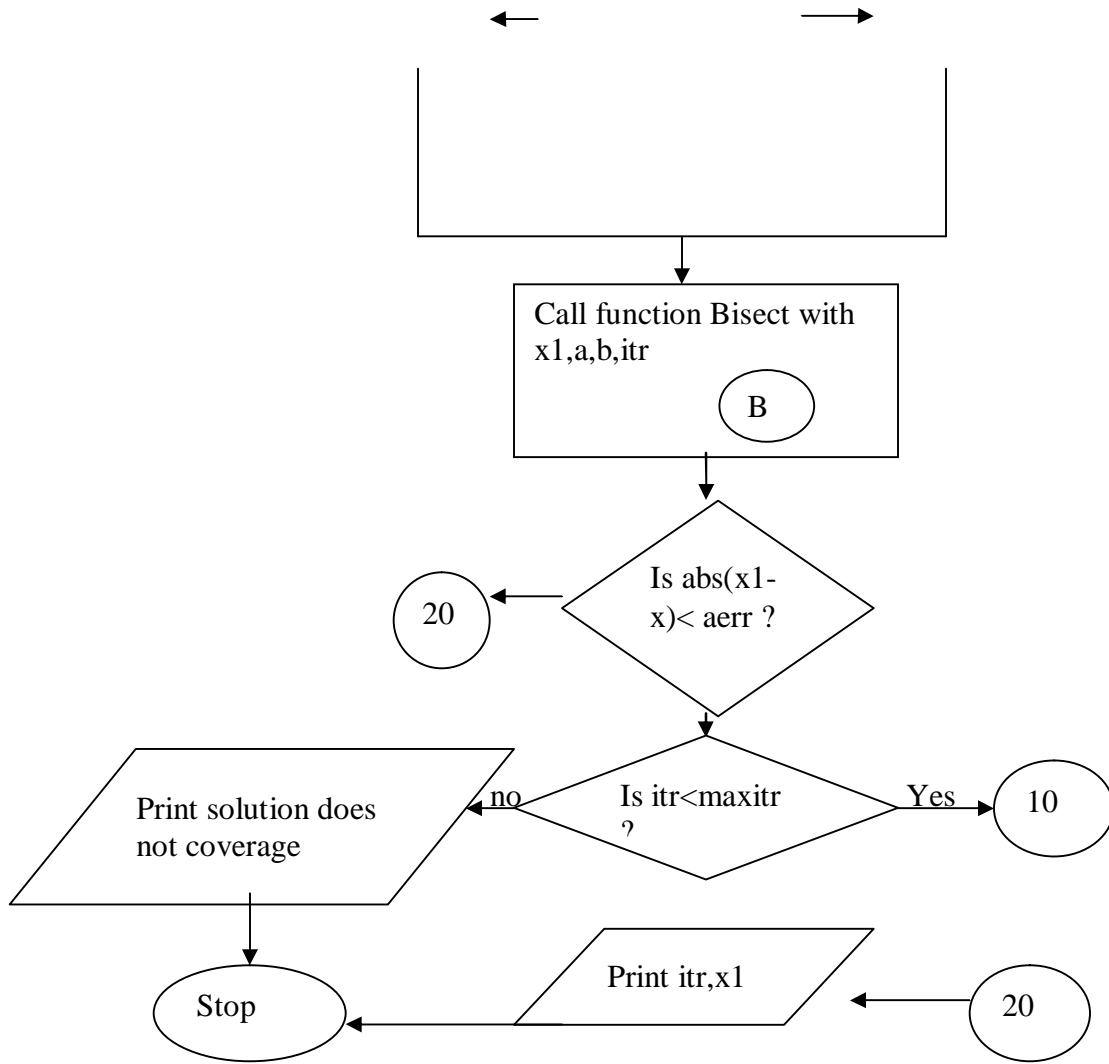 Call function Bisect with
x1,a,b,itr
B
Is abs(x1-
x)< aerr ?
20
Is itr<maxitr
?
no
Yes
10
Print solution does
not coverage
Print itr,x1
20
Stop